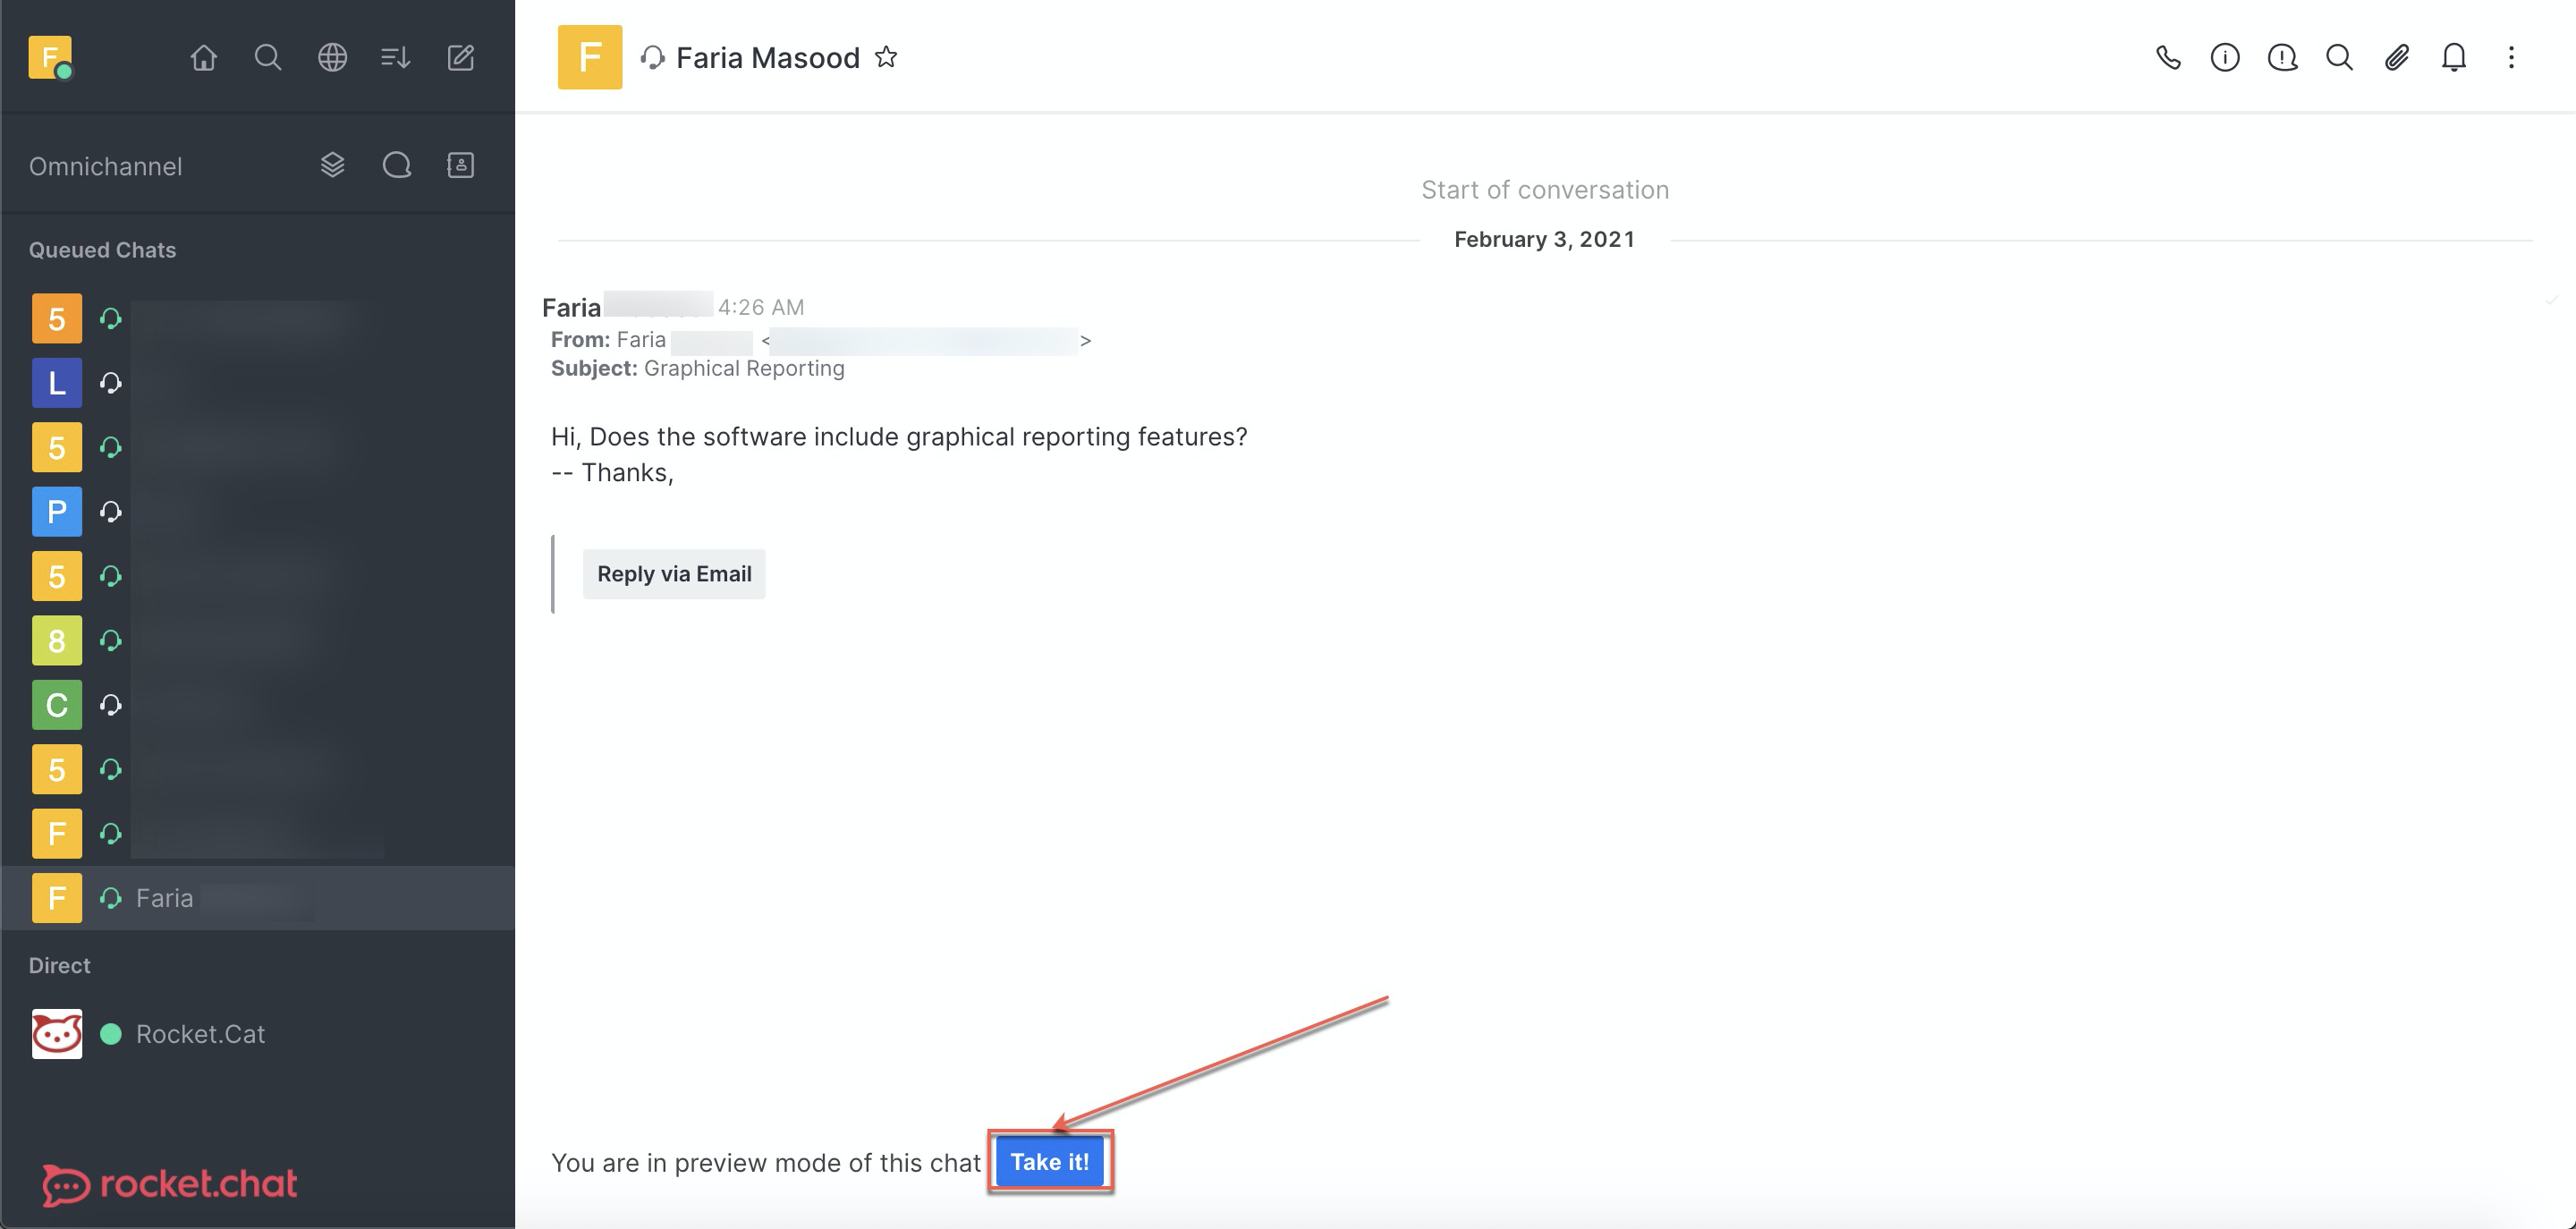 F
Omnichannel
Queued Chats
5
L
5
P
5
8
C
5
F
F Faria
Direct
Rocket.Cat
rocket.chat
F Faria Masood
Start of conversation
February 3, 2021
Faria 4:26 AM
From: Faria < >
Subject: Graphical Reporting
Hi, Does the software include graphical reporting features?
-- Thanks,
Reply via Email
You are in preview mode of this chat Take it!